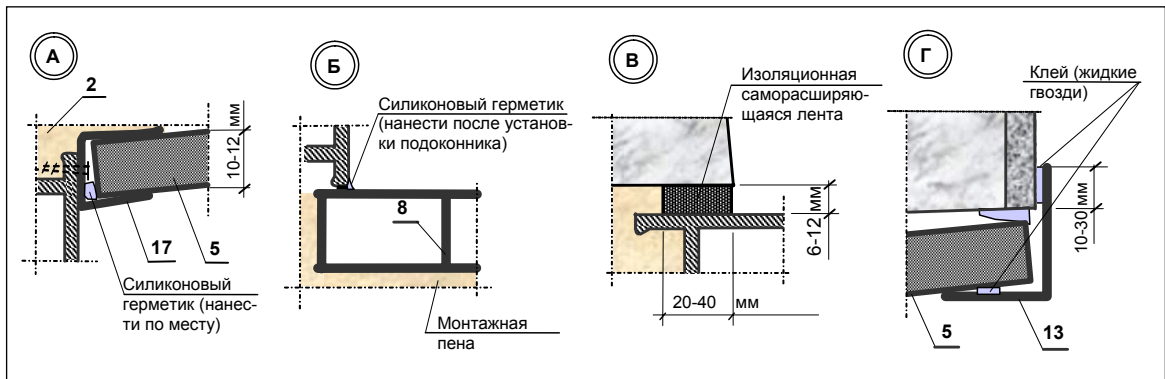 А
2
10-12 мм
17
5
Силиконовый
герметик (нанес-
ти по месту)
Б
Силиконовый герметик
(нанести после установ-
ки подоконника)
8
Монтажная
пена
В
Изоляционная
саморасширяю-
щаяся лента
6-12 мм
20-40 мм
Г
Клей (жидкие
гвозди)
10-30 мм
5
13